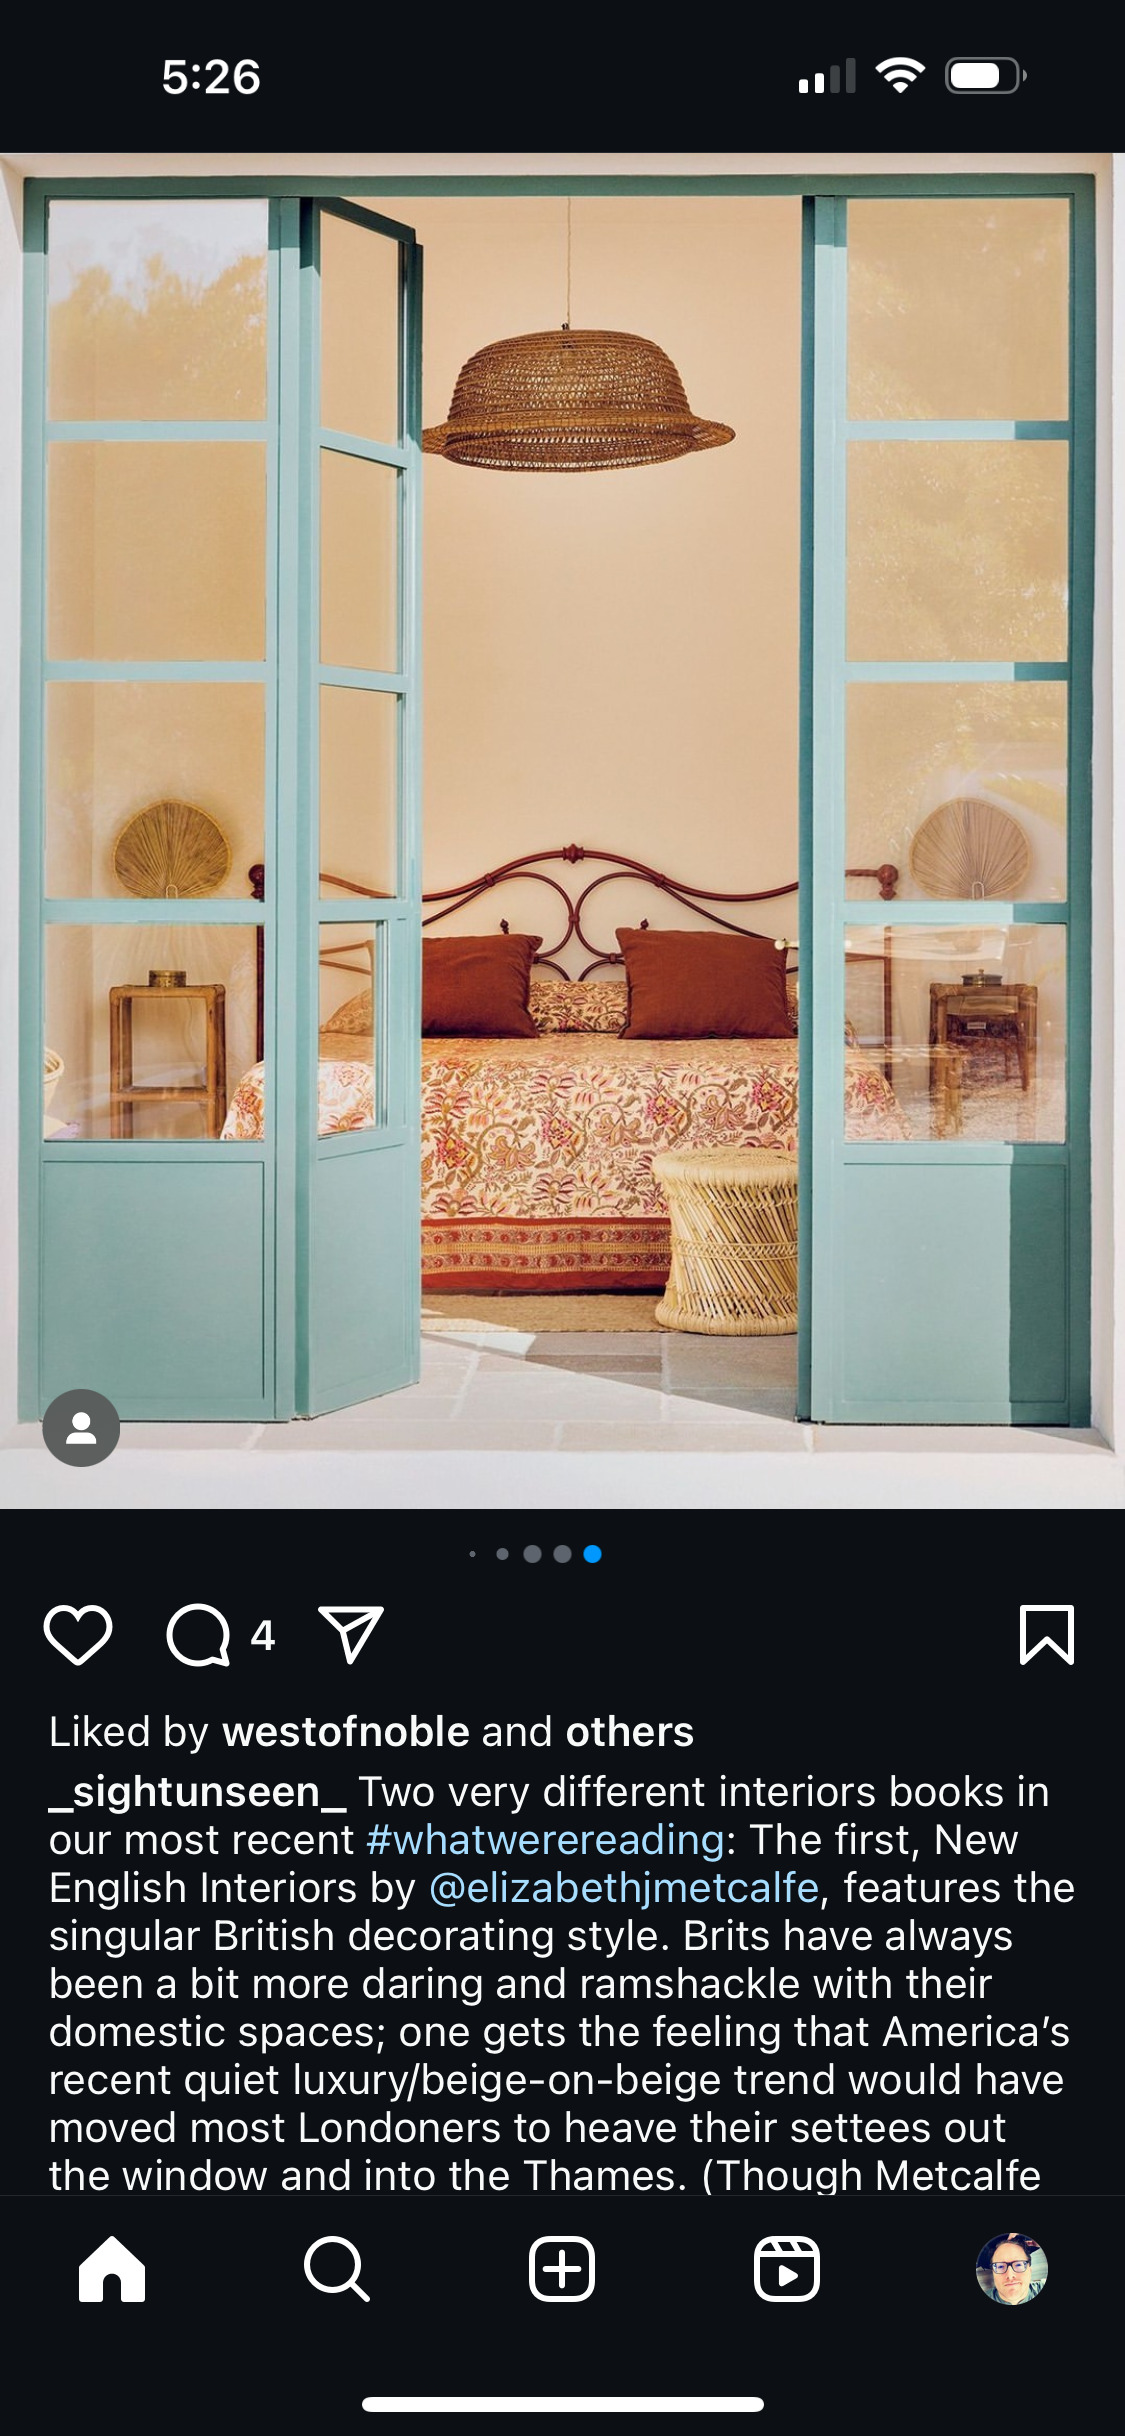 5:26
4
Liked by westofnoble and others
_sightunseen_ Two very different interiors books in
our most recent #whatwerereading: The first, New
English Interiors by @elizabethjmetcalfe, features the
singular British decorating style. Brits have always
been a bit more daring and ramshackle with their
domestic spaces; one gets the feeling that America’s
recent quiet luxury/beige-on-beige trend would have
moved most Londoners to heave their settees out
the window and into the Thames. (Though Metcalfe